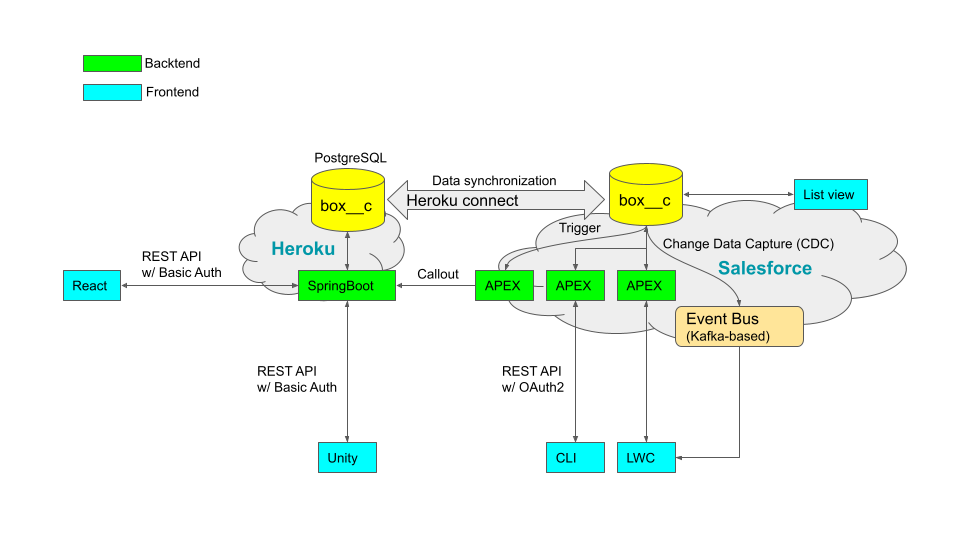 Backtend
Frontend
PostgreSQL
Data synchronization
Heroku connect
box__c
box__c
List view
Trigger
Change Data Capture (CDC)
Heroku
Salesforce
REST API
w/ Basic Auth
Callout
React
SpringBoot
APEX
APEX
APEX
Event Bus
(Kafka-based)
REST API
w/ Basic Auth
REST API
w/ OAuth2
Unity
CLI
LWC